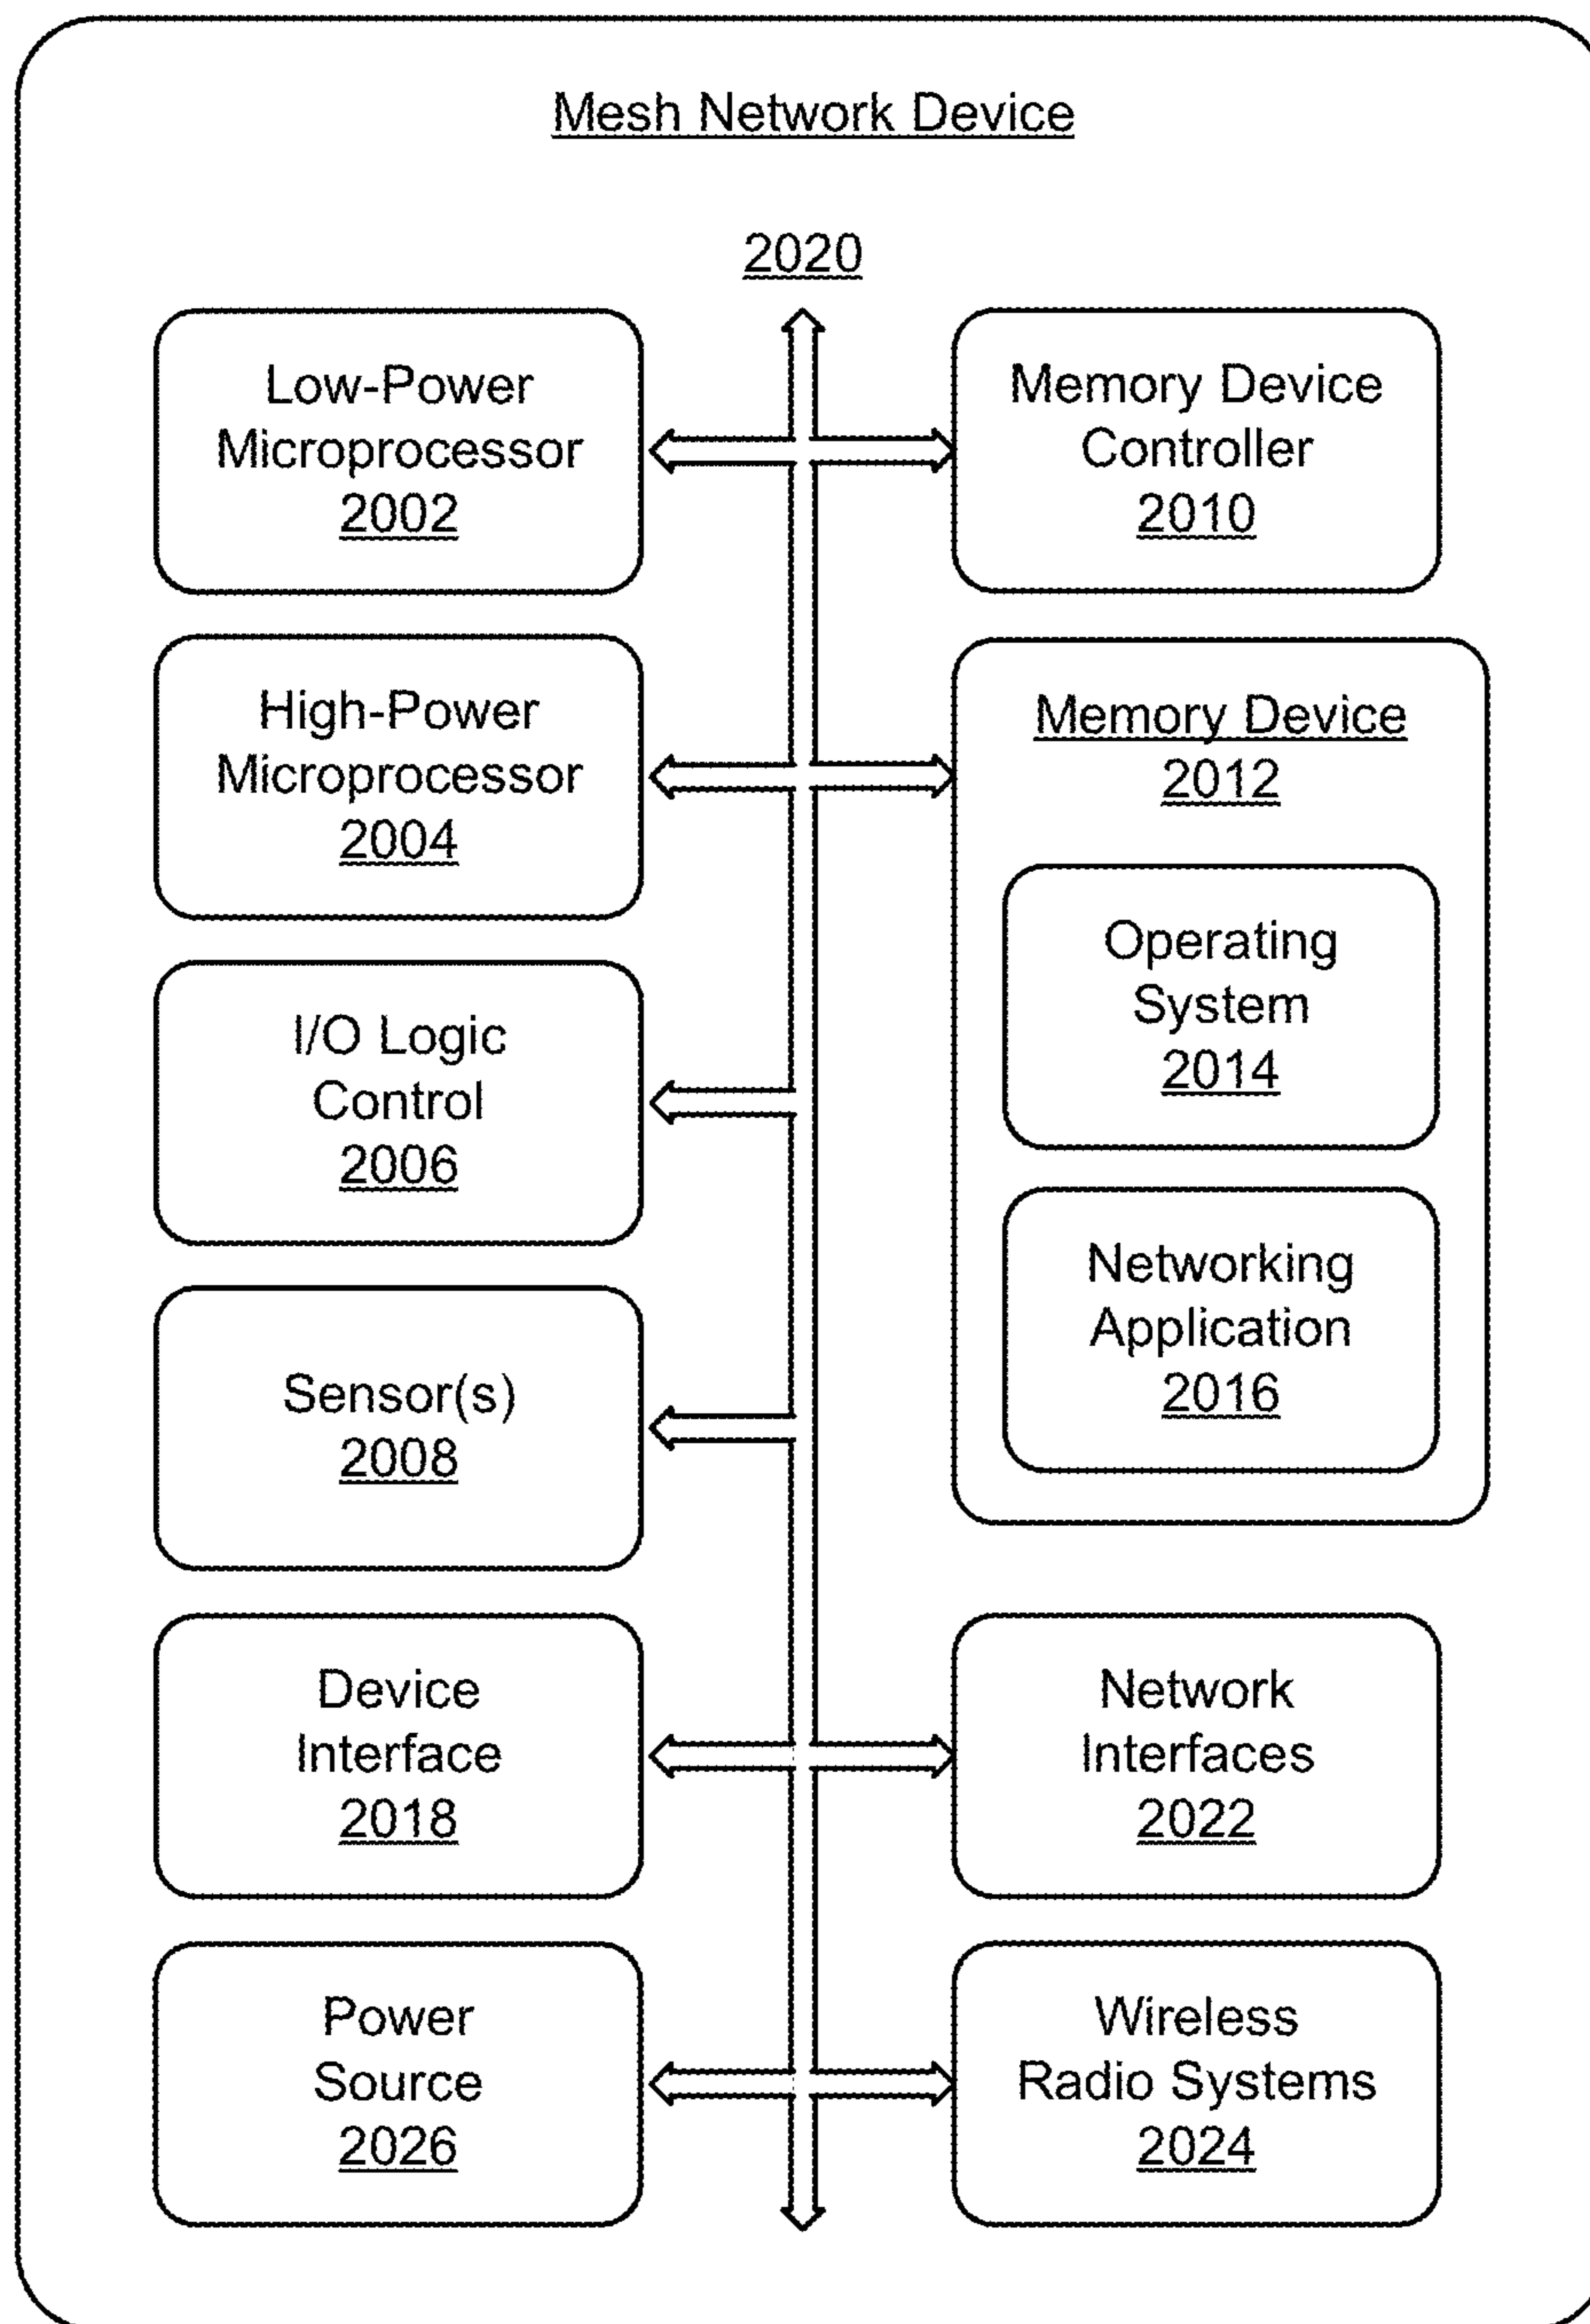 Mesh Network Device
2020
Low-Power
Microprocessor
2002
Memory Device
Controller
2010
High-Power
Microprocessor
2004
Memory Device
2012
Operating
System
2014
I/O Logic
Control
2006
Networking
Application
2016
Sensor(s)
2008
Device
Interface
2018
Network
Interfaces
2022
Power
Source
2026
Wireless
Radio Systems
2024